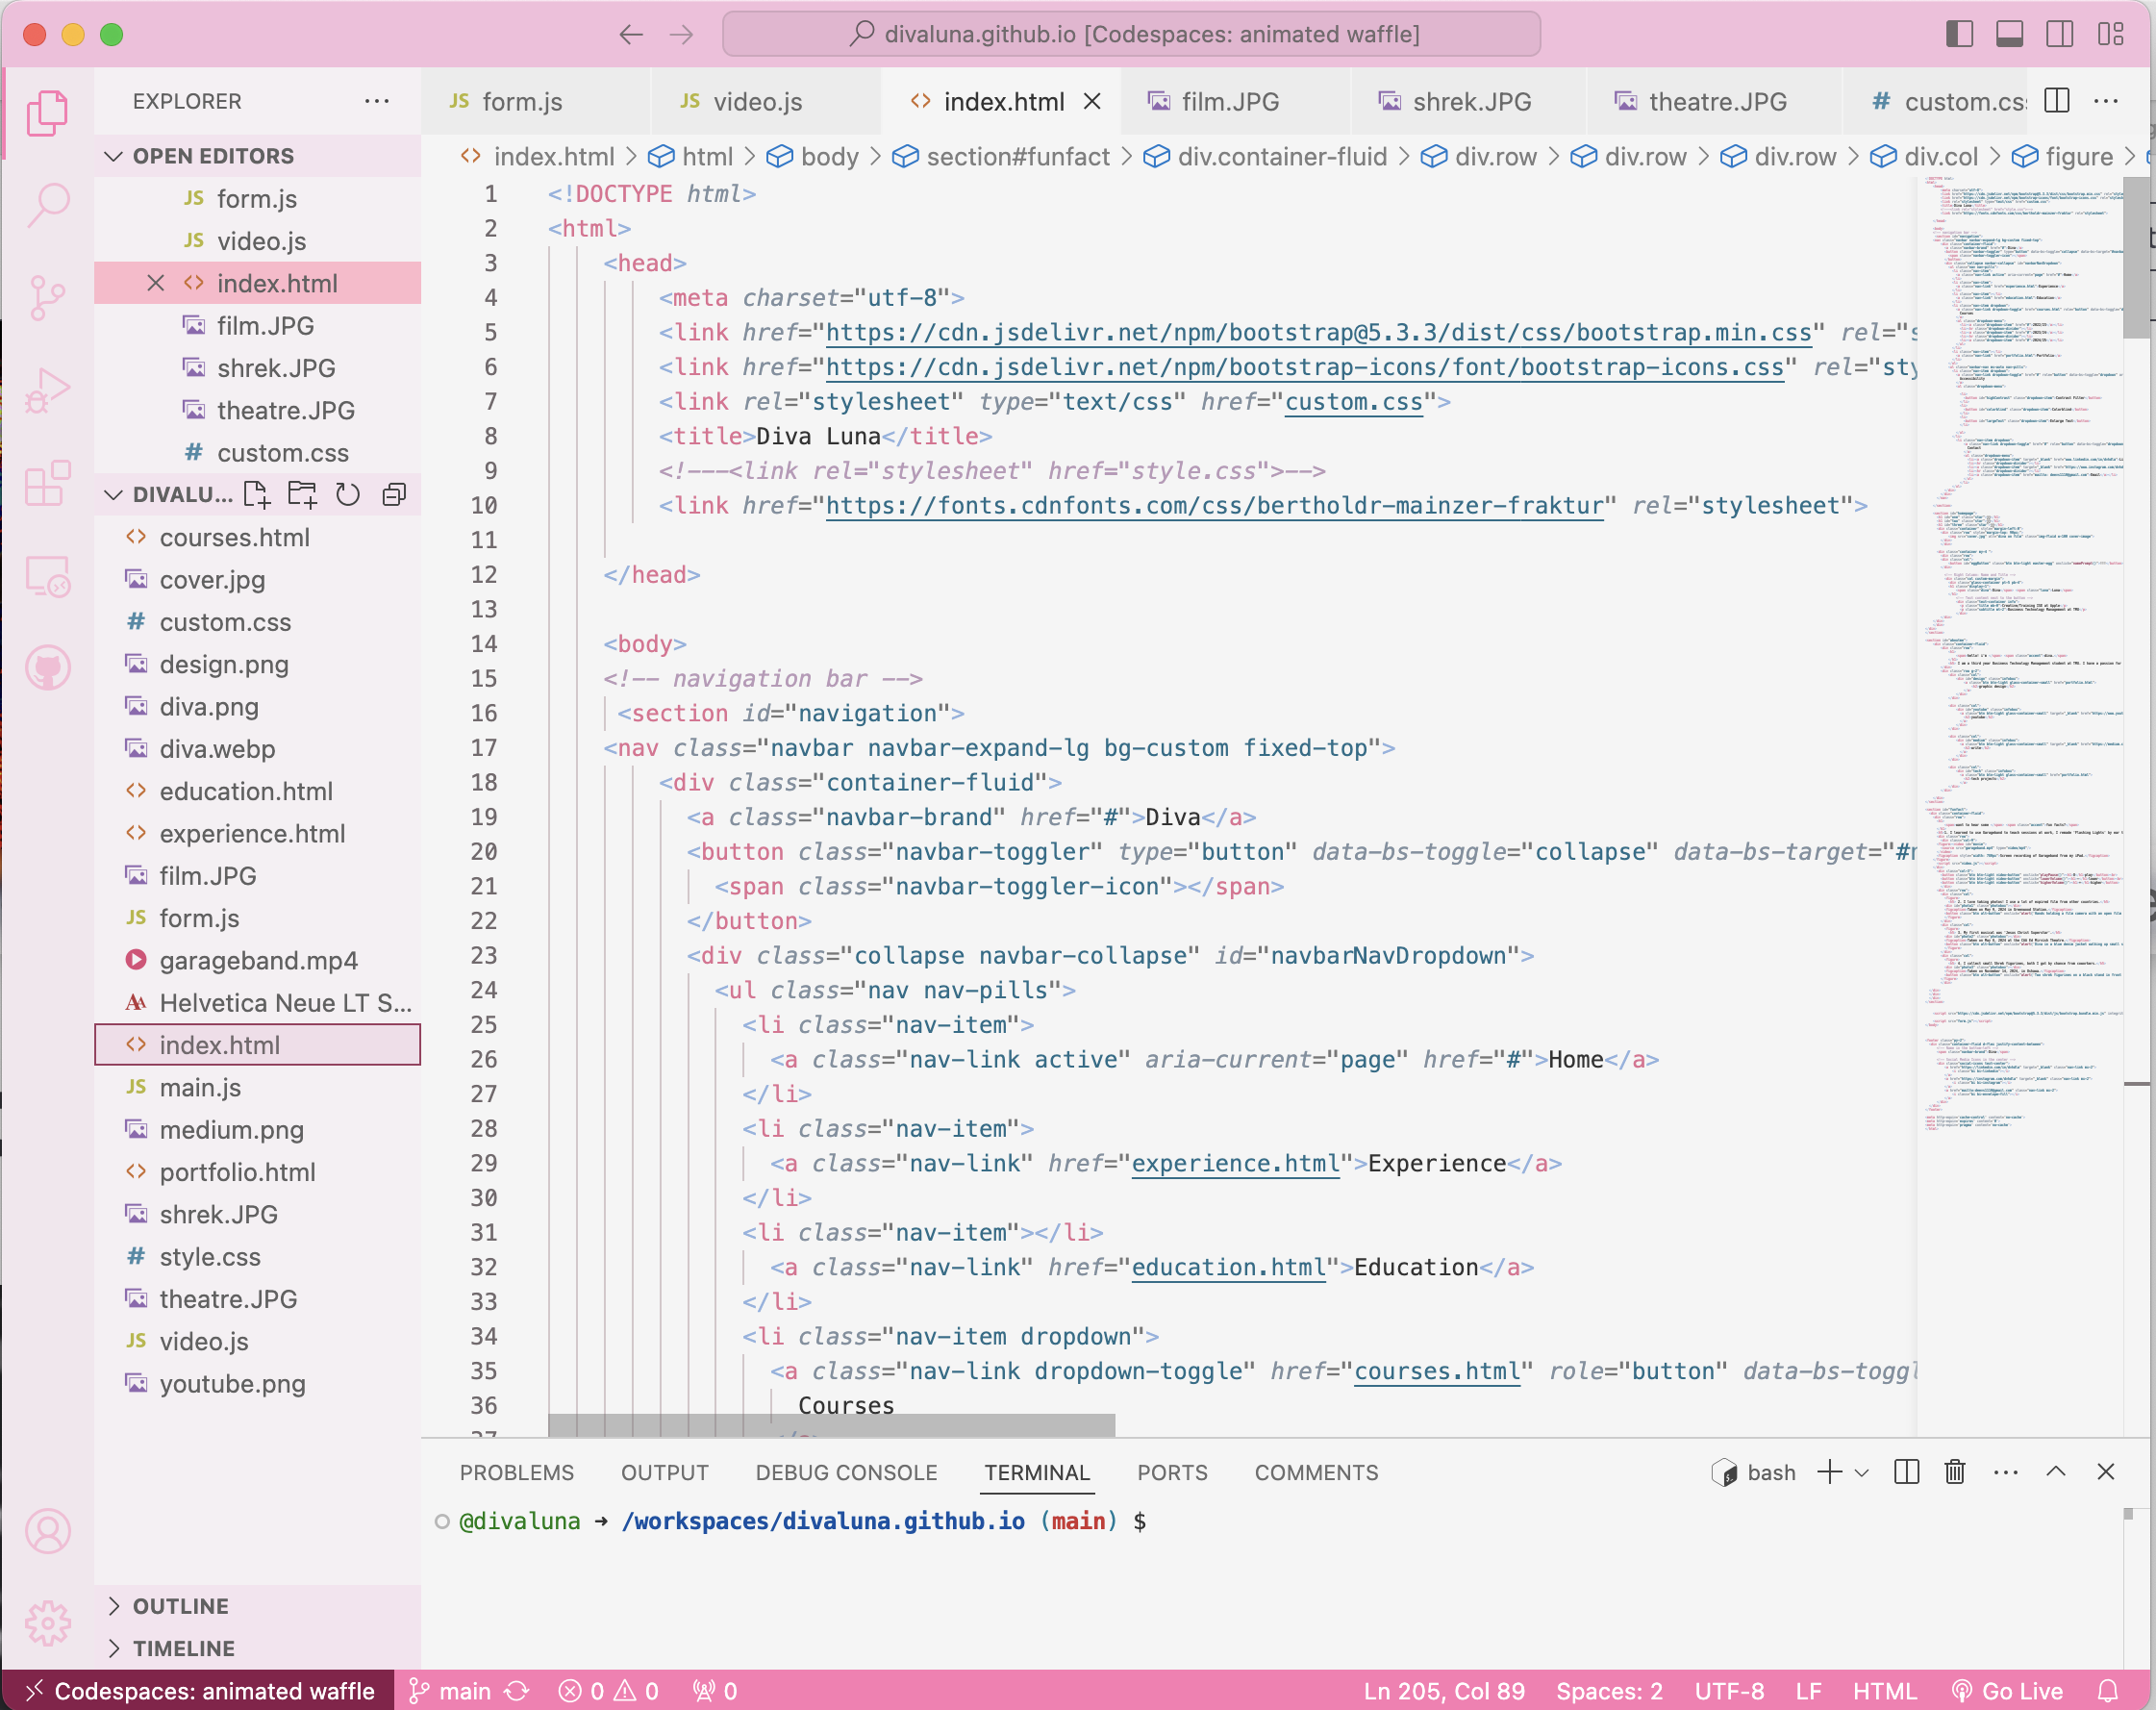 divaluna.github.io [Codespaces: animated waffle]
EXPLORER
OPEN EDITORS
JS form.js
JS video.js
index.html
film.JPG
shrek.JPG
theatre.JPG
# custom.css
DIVALU...
courses.html
cover.jpg
# custom.css
design.png
diva.png
diva.webp
education.html
experience.html
film.JPG
JS form.js
garageband.mp4
Helvetica Neue LT S...
index.html
JS main.js
medium.png
portfolio.html
shrek.JPG
# style.css
theatre.JPG
JS video.js
youtube.png
OUTLINE
TIMELINE
JS form.js JS video.js <> index.html film.JPG shrek.JPG theatre.JPG # custom.cs
<> index.html > html > body > section#funfact > div.container-fluid > div.row > div.row > div.row > div.col > figure >
1 <!DOCTYPE html>
2 <html>
3 <head>
4 <meta charset="utf-8">
5 <link href="https://cdn.jsdelivr.net/npm/bootstrap@5.3.3/dist/css/bootstrap.min.css" rel="s
6 <link href="https://cdn.jsdelivr.net/npm/bootstrap-icons/font/bootstrap-icons.css" rel="sty
7 <link rel="stylesheet" type="text/css" href="custom.css">
8 <title>Diva Luna</title>
9 <!---<link rel="stylesheet" href="style.css">-->
10 <link href="https://fonts.cdnfonts.com/css/bertholdr-mainzer-fraktur" rel="stylesheet">
11
12 </head>
13
14 <body>
15 <!-- navigation bar -->
16 <section id="navigation">
17 <nav class="navbar navbar-expand-lg bg-custom fixed-top">
18 <div class="container-fluid">
19 <a class="navbar-brand" href="#">Diva</a>
20 <button class="navbar-toggler" type="button" data-bs-toggle="collapse" data-bs-target="#n
21 <span class="navbar-toggler-icon"></span>
22 </button>
23 <div class="collapse navbar-collapse" id="navbarNavDropdown">
24 <ul class="nav nav-pills">
25 <li class="nav-item">
26 <a class="nav-link active" aria-current="page" href="#">Home</a>
27 </li>
28 <li class="nav-item">
29 <a class="nav-link" href="experience.html">Experience</a>
30 </li>
31 <li class="nav-item"></li>
32 <a class="nav-link" href="education.html">Education</a>
33 </li>
34 <li class="nav-item dropdown">
35 <a class="nav-link dropdown-toggle" href="courses.html" role="button" data-bs-toggl
36 Courses
37
PROBLEMS OUTPUT DEBUG CONSOLE TERMINAL PORTS COMMENTS bash
@divaluna → /workspaces/divaluna.github.io (main) $
Codespaces: animated waffle main 0 0 0 Ln 205, Col 89 Spaces: 2 UTF-8 LF HTML Go Live